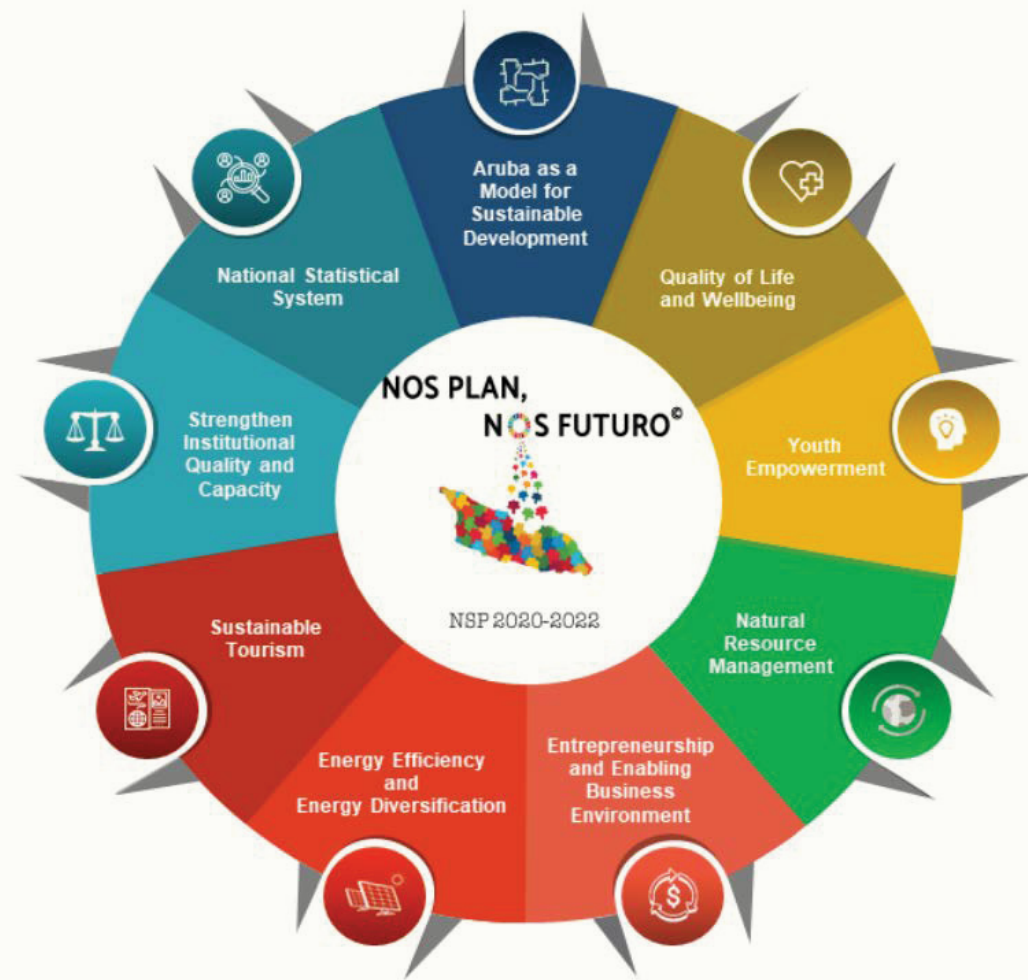 Aruba as a
Model for
Sustainable
Development
Quality of Life
and Wellbeing
Youth
Empowerment
Natural
Resource
Management
Entrepreneurship
and Enabling
Business
Environment
Energy Efficiency
and
Energy Diversification
Sustainable
Tourism
Strengthen
Institutional
Quality and
Capacity
National Statistical
System
NOS PLAN,
NOS FUTURO©
NSP 2020-2022
$